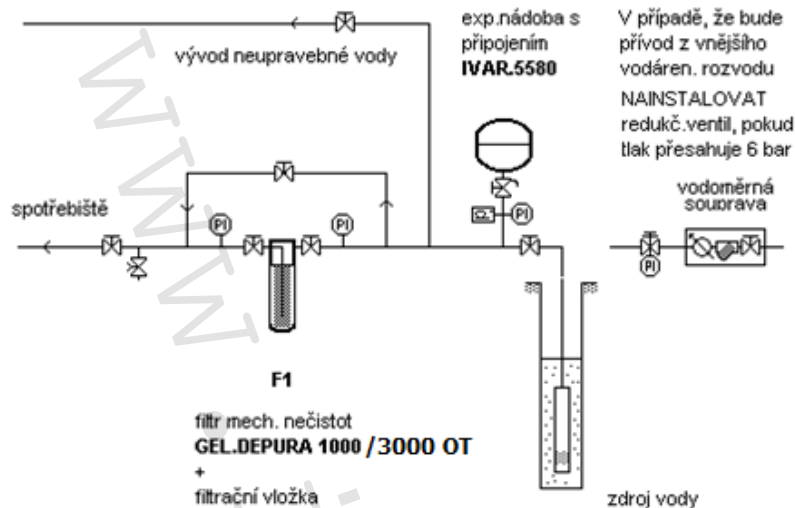 exp.nádoba s
připojením
IVAR.5580
V případě, že bude
přívod z vnějšího
vodáren. rozvodu
NAINSTALOVAT
redukč.ventil, pokud
tlak přesahuje 6 bar
vývod neupravebné vody
vodoměrná
souprava
spotřebiště
PI
PI
PI
PI
F1
filtr mech. nečistot
GEL.DEPURA 1000 /3000 OT
+
filtrační vložka
zdroj vody
www.